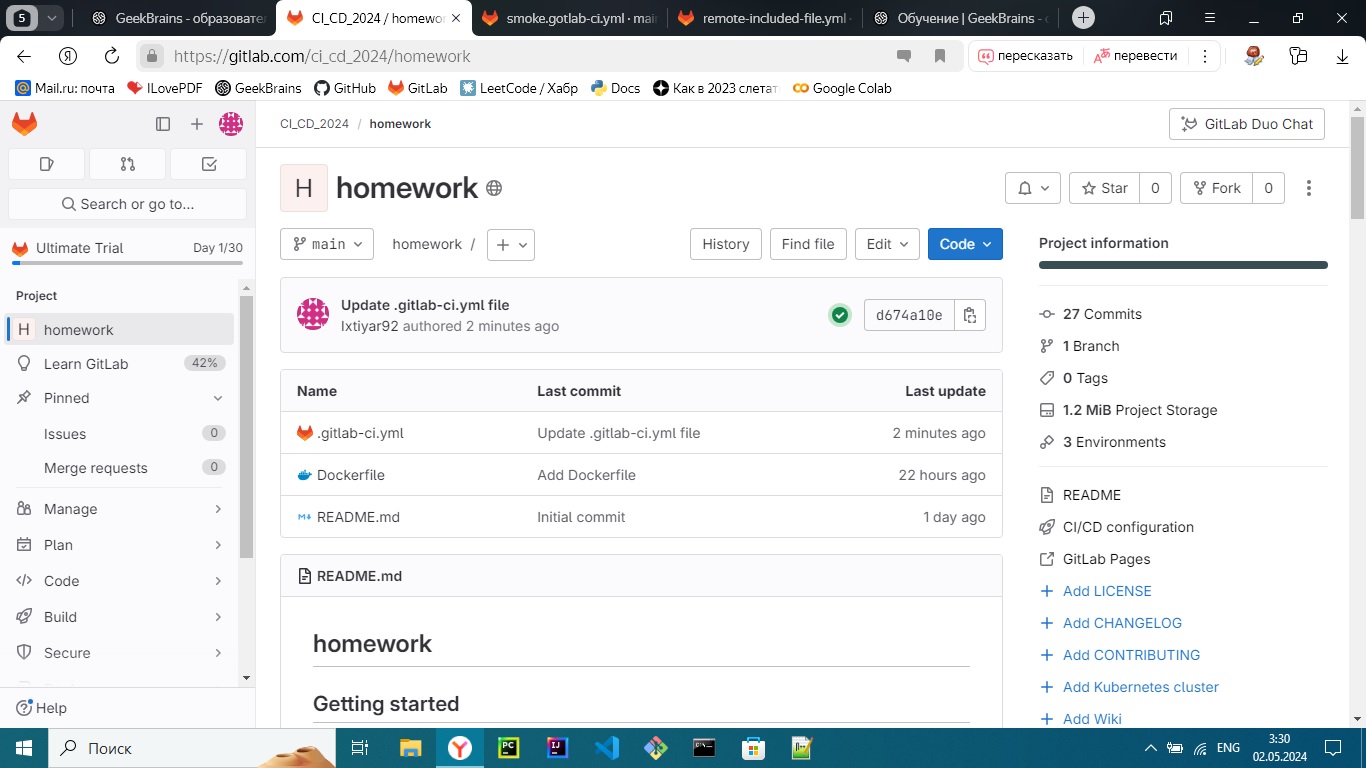 5
GeekBrains - образовате
CI_CD_2024 / homewor
smoke.gotlab-ci.yml · mai
remote-included-file.yml
Обучение | GeekBrains - о
https://gitlab.com/ci_cd_2024/homework
пересказать
перевести
Mail.ru: почта
ILovePDF
GeekBrains
GitHub
GitLab
LeetCode / Хабр
Docs
Как в 2023 слетат
Google Colab
CI_CD_2024 / homework
GitLab Duo Chat
Search or go to...
Ultimate Trial
Day 1/30
Project
H homework
Learn GitLab 42%
Pinned
Issues 0
Merge requests 0
Manage
Plan
Code
Build
Secure
Help
H homework
Star 0
Fork 0
main
homework /
History
Find file
Edit
Code
Update .gitlab-ci.yml file
Ixtiyar92 authored 2 minutes ago
d674a10e
Name Last commit Last update
.gitlab-ci.yml Update .gitlab-ci.yml file 2 minutes ago
Dockerfile Add Dockerfile 22 hours ago
README.md Initial commit 1 day ago
README.md
homework
Getting started
Project information
27 Commits
1 Branch
0 Tags
1.2 MiB Project Storage
3 Environments
README
CI/CD configuration
GitLab Pages
Add LICENSE
Add CHANGELOG
Add CONTRIBUTING
Add Kubernetes cluster
Add Wiki
Поиск
PC
IJ
ENG
3:30
02.05.2024